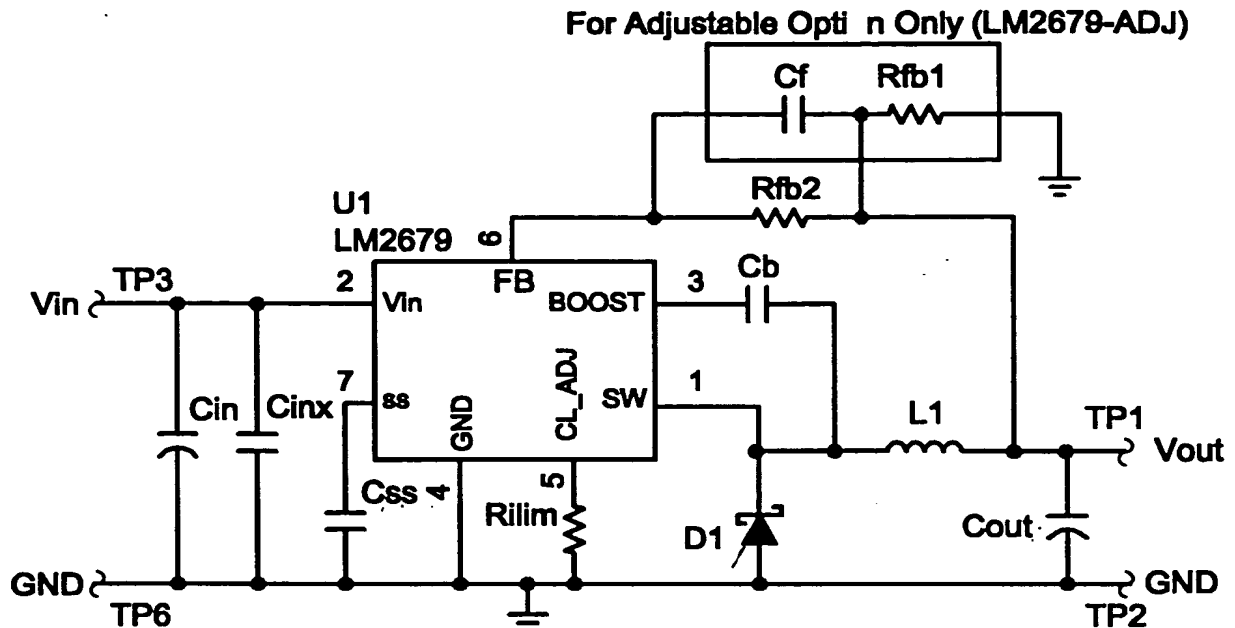 For Adjustable Opti n Only (LM2679-ADJ)
Cf
Rfb1
Rfb2
U1
LM2679
6
FB
TP3
Vin
2
Vin
BOOST
3
Cb
7
ss
CL_ADJ
GND
SW
1
L1
TP1
Vout
Cin
Cinx
Css
4
5
Rilim
D1
Cout
GND
TP6
GND
TP2